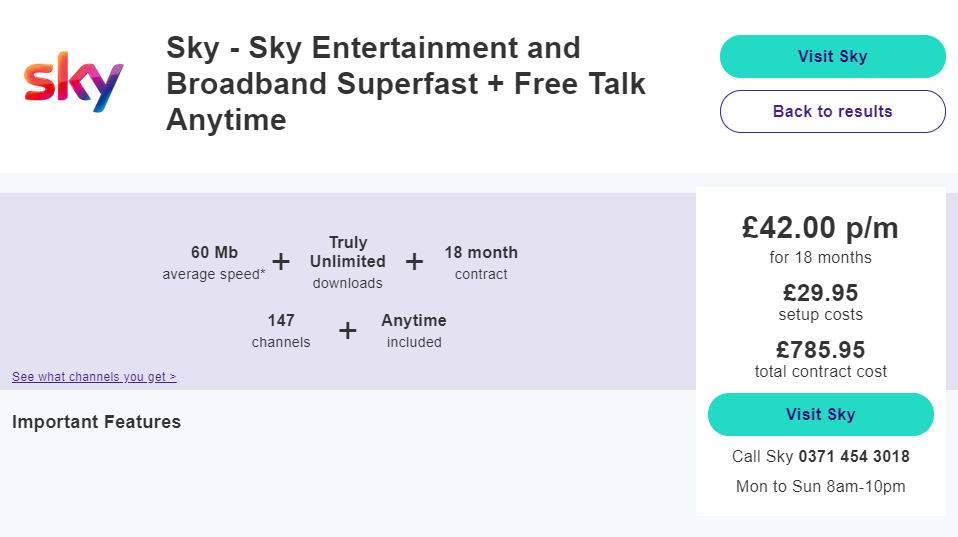 sky
Sky - Sky Entertainment and
Broadband Superfast + Free Talk
Anytime
Visit Sky
Back to results
60 Mb
average speed*
+
Truly
Unlimited
downloads
+
18 month
contract
147
channels
+
Anytime
included
See what channels you get >
£42.00 p/m
for 18 months
£29.95
setup costs
£785.95
total contract cost
Visit Sky
Call Sky 0371 454 3018
Mon to Sun 8am-10pm
Important Features